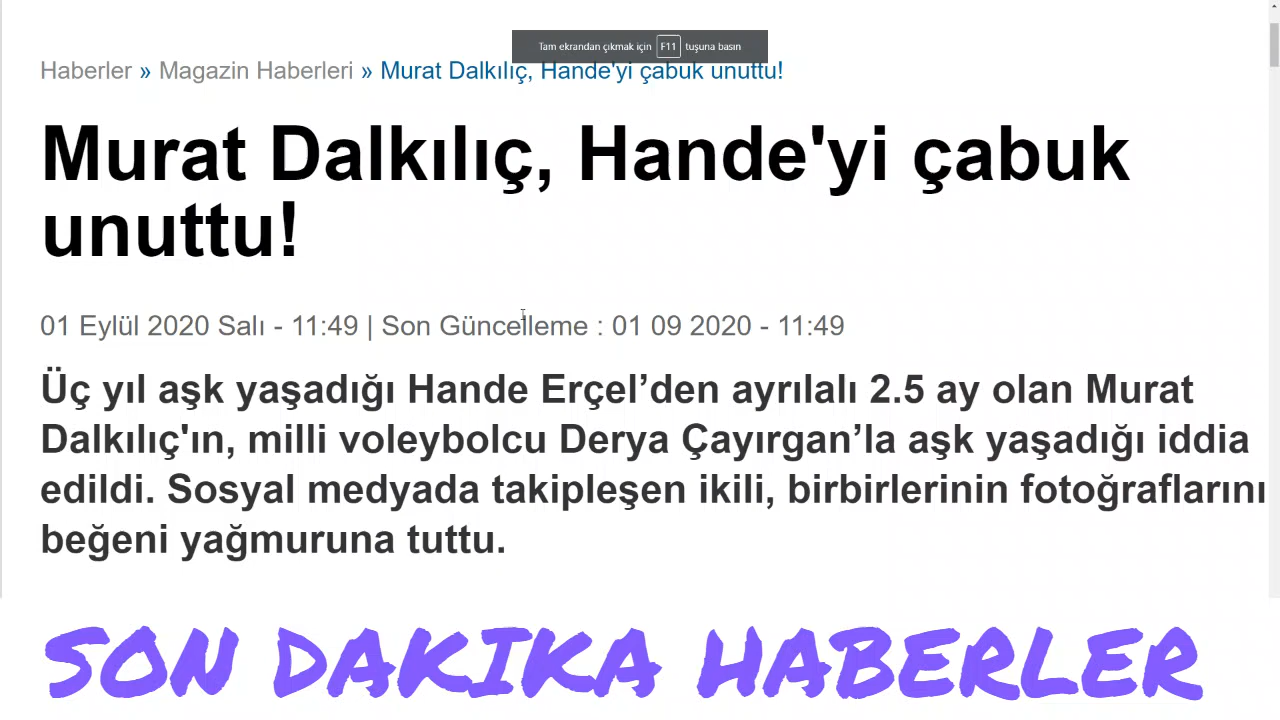 Tam ekrandan çıkmak için F11 tuşuna basın
Haberler » Magazin Haberleri » Murat Dalkılıç, Hande'yi çabuk unuttu!
Murat Dalkılıç, Hande'yi çabuk
unuttu!
01 Eylül 2020 Salı - 11:49 | Son Güncelleme : 01 09 2020 - 11:49
Üç yıl aşk yaşadığı Hande Erçel’den ayrılalı 2.5 ay olan Murat
Dalkılıç'ın, milli voleybolcu Derya Çayırgan’la aşk yaşadığı iddia
edildi. Sosyal medyada takipleşen ikili, birbirlerinin fotoğraflarını
beğeni yağmuruna tuttu.
SON DAKIKA HABERLER